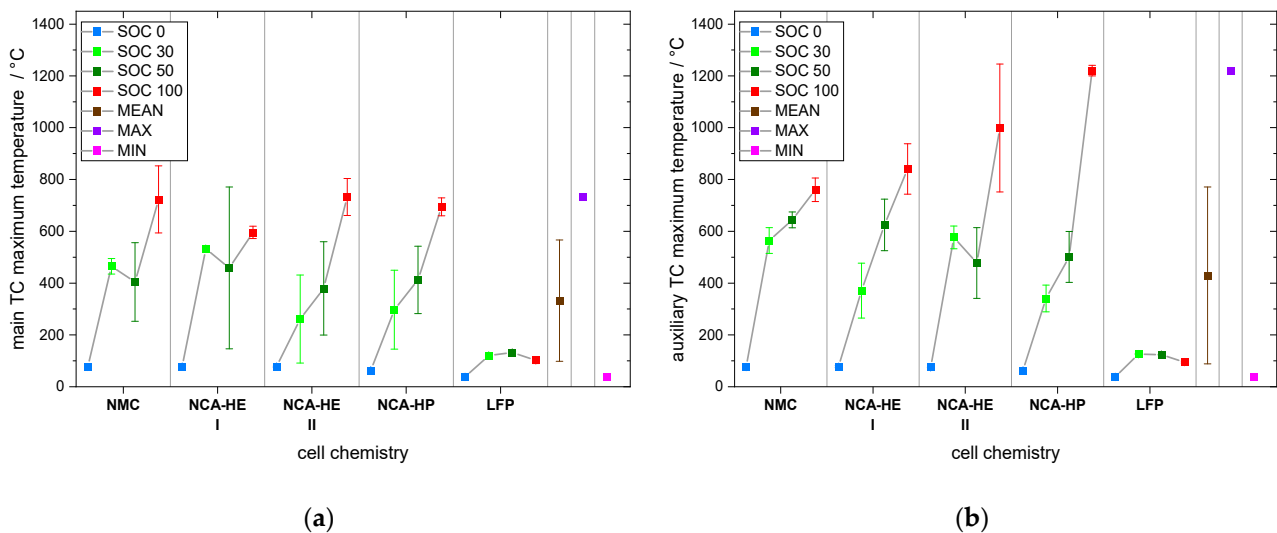 main TC maximum temperature / °C
1400
1200
1000
800
600
400
200
0
SOC 0
SOC 30
SOC 50
SOC 100
MEAN
MAX
MIN
NMC
NCA-HE
I
NCA-HE
II
NCA-HP
LFP
cell chemistry
(a)
auxiliary TC maximum temperature / °C
1400
1200
1000
800
600
400
200
0
SOC 0
SOC 30
SOC 50
SOC 100
MEAN
MAX
MIN
NMC
NCA-HE
I
NCA-HE
II
NCA-HP
LFP
cell chemistry
(b)